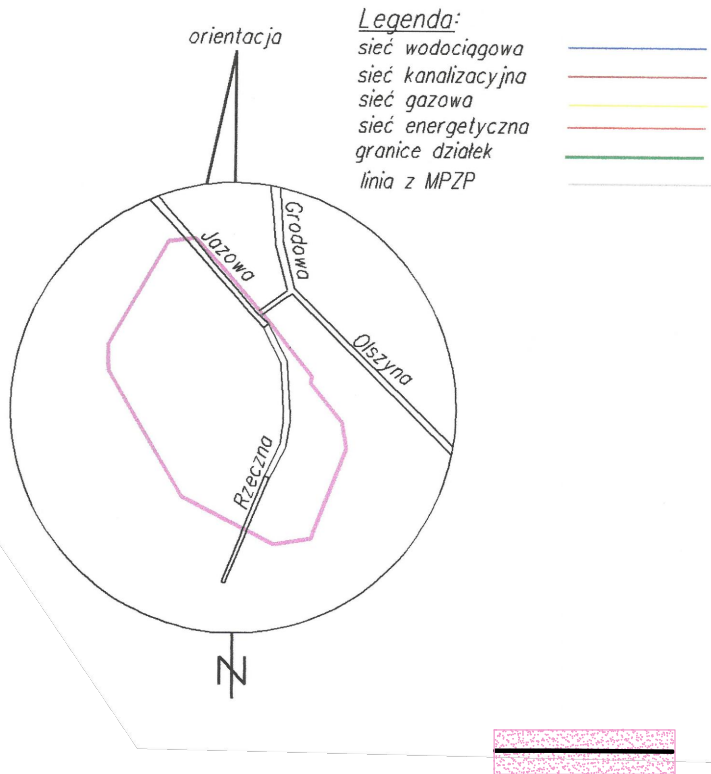 orientacja
Legenda:
sieć wodociągowa
sieć kanalizacyjna
sieć gazowa
sieć energetyczna
granice działek
linia z MPZP
Jazowa
Grodowa
Olszyna
Rzeczna
N